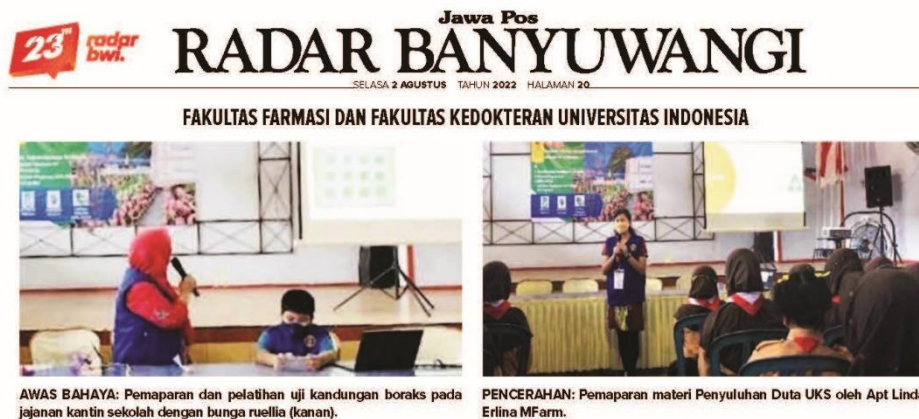 23TH
radar
bwi.
Jawa Pos
RADAR BANYUWANGI
SELASA 2 AGUSTUS TAHUN 2022 HALAMAN 20
FAKULTAS FARMASI DAN FAKULTAS KEDOKTERAN UNIVERSITAS INDONESIA
AWAS BAHAYA: Pemaparan dan pelatihan uji kandungan boraks pada
jajanan kantin sekolah dengan bunga ruellia (kanan).
PENCERAHAN: Pemaparan materi Penyuluhan Duta UKS oleh Apt Linda
Erlina MFarm.